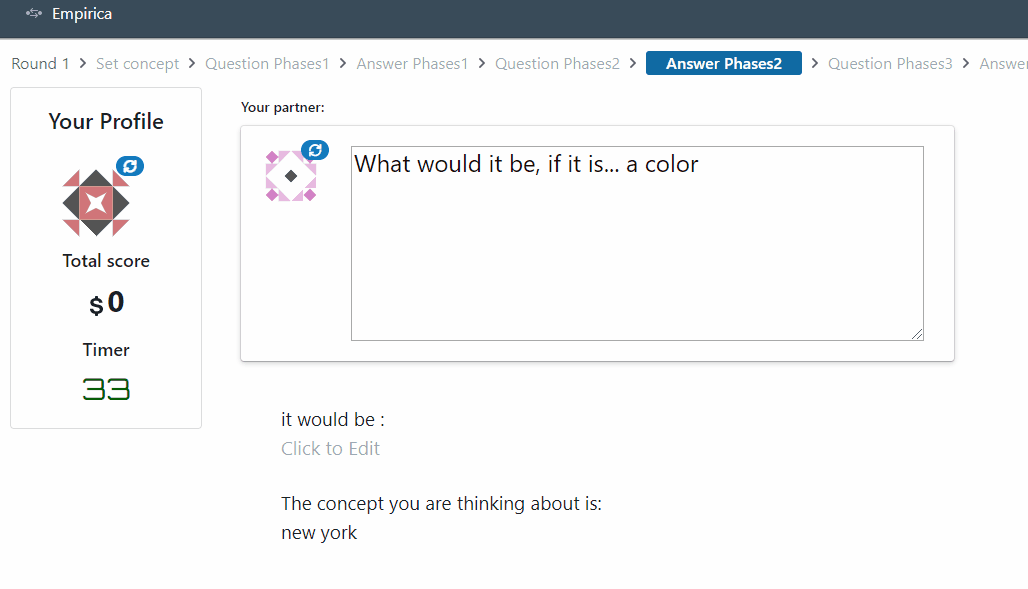 Empirica
Round 1 > Set concept > Question Phases1 > Answer Phases1 > Question Phases2 > Answer Phases2 > Question Phases3 > Answer
Your Profile
Total score
$0
Timer
33
Your partner:
What would it be, if it is... a color
it would be :
Click to Edit
The concept you are thinking about is:
new york